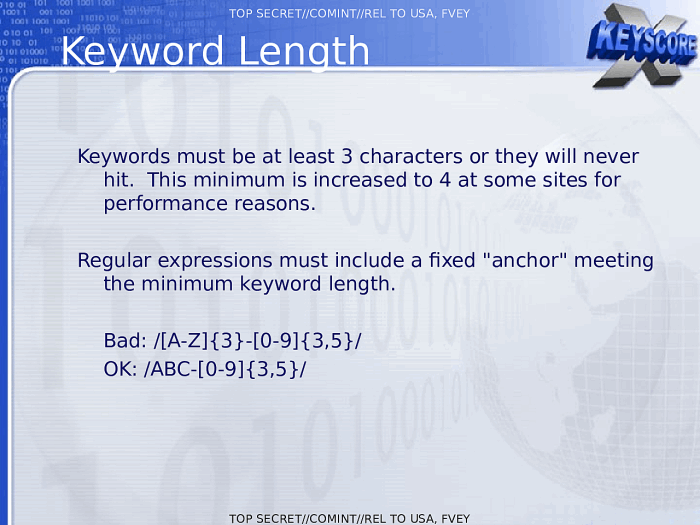 TOP SECRET//COMINT//REL TO USA, FVEY
Keyword Length
XKEYSCORE
Keywords must be at least 3 characters or they will never
hit.  This minimum is increased to 4 at some sites for
performance reasons.
Regular expressions must include a fixed "anchor" meeting
the minimum keyword length.
Bad: /[A-Z]{3}-[0-9]{3,5}/
OK: /ABC-[0-9]{3,5}/
TOP SECRET//COMINT//REL TO USA, FVEY